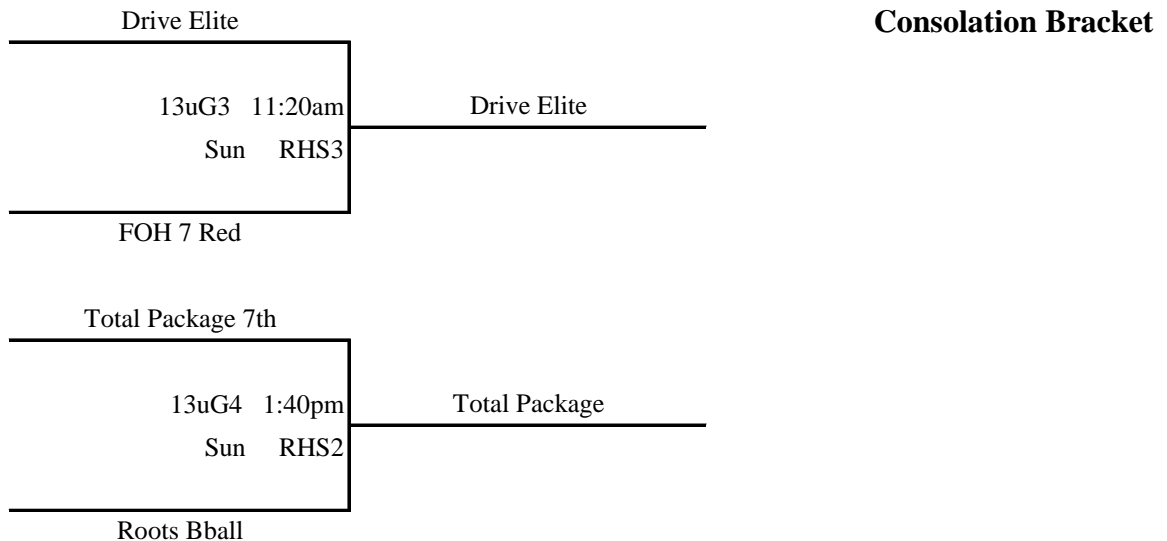 Drive Elite
Consolation Bracket
13uG3 11:20am
Drive Elite
Sun RHS3
FOH 7 Red
Total Package 7th
13uG4 1:40pm
Total Package
Sun RHS2
Roots Bball